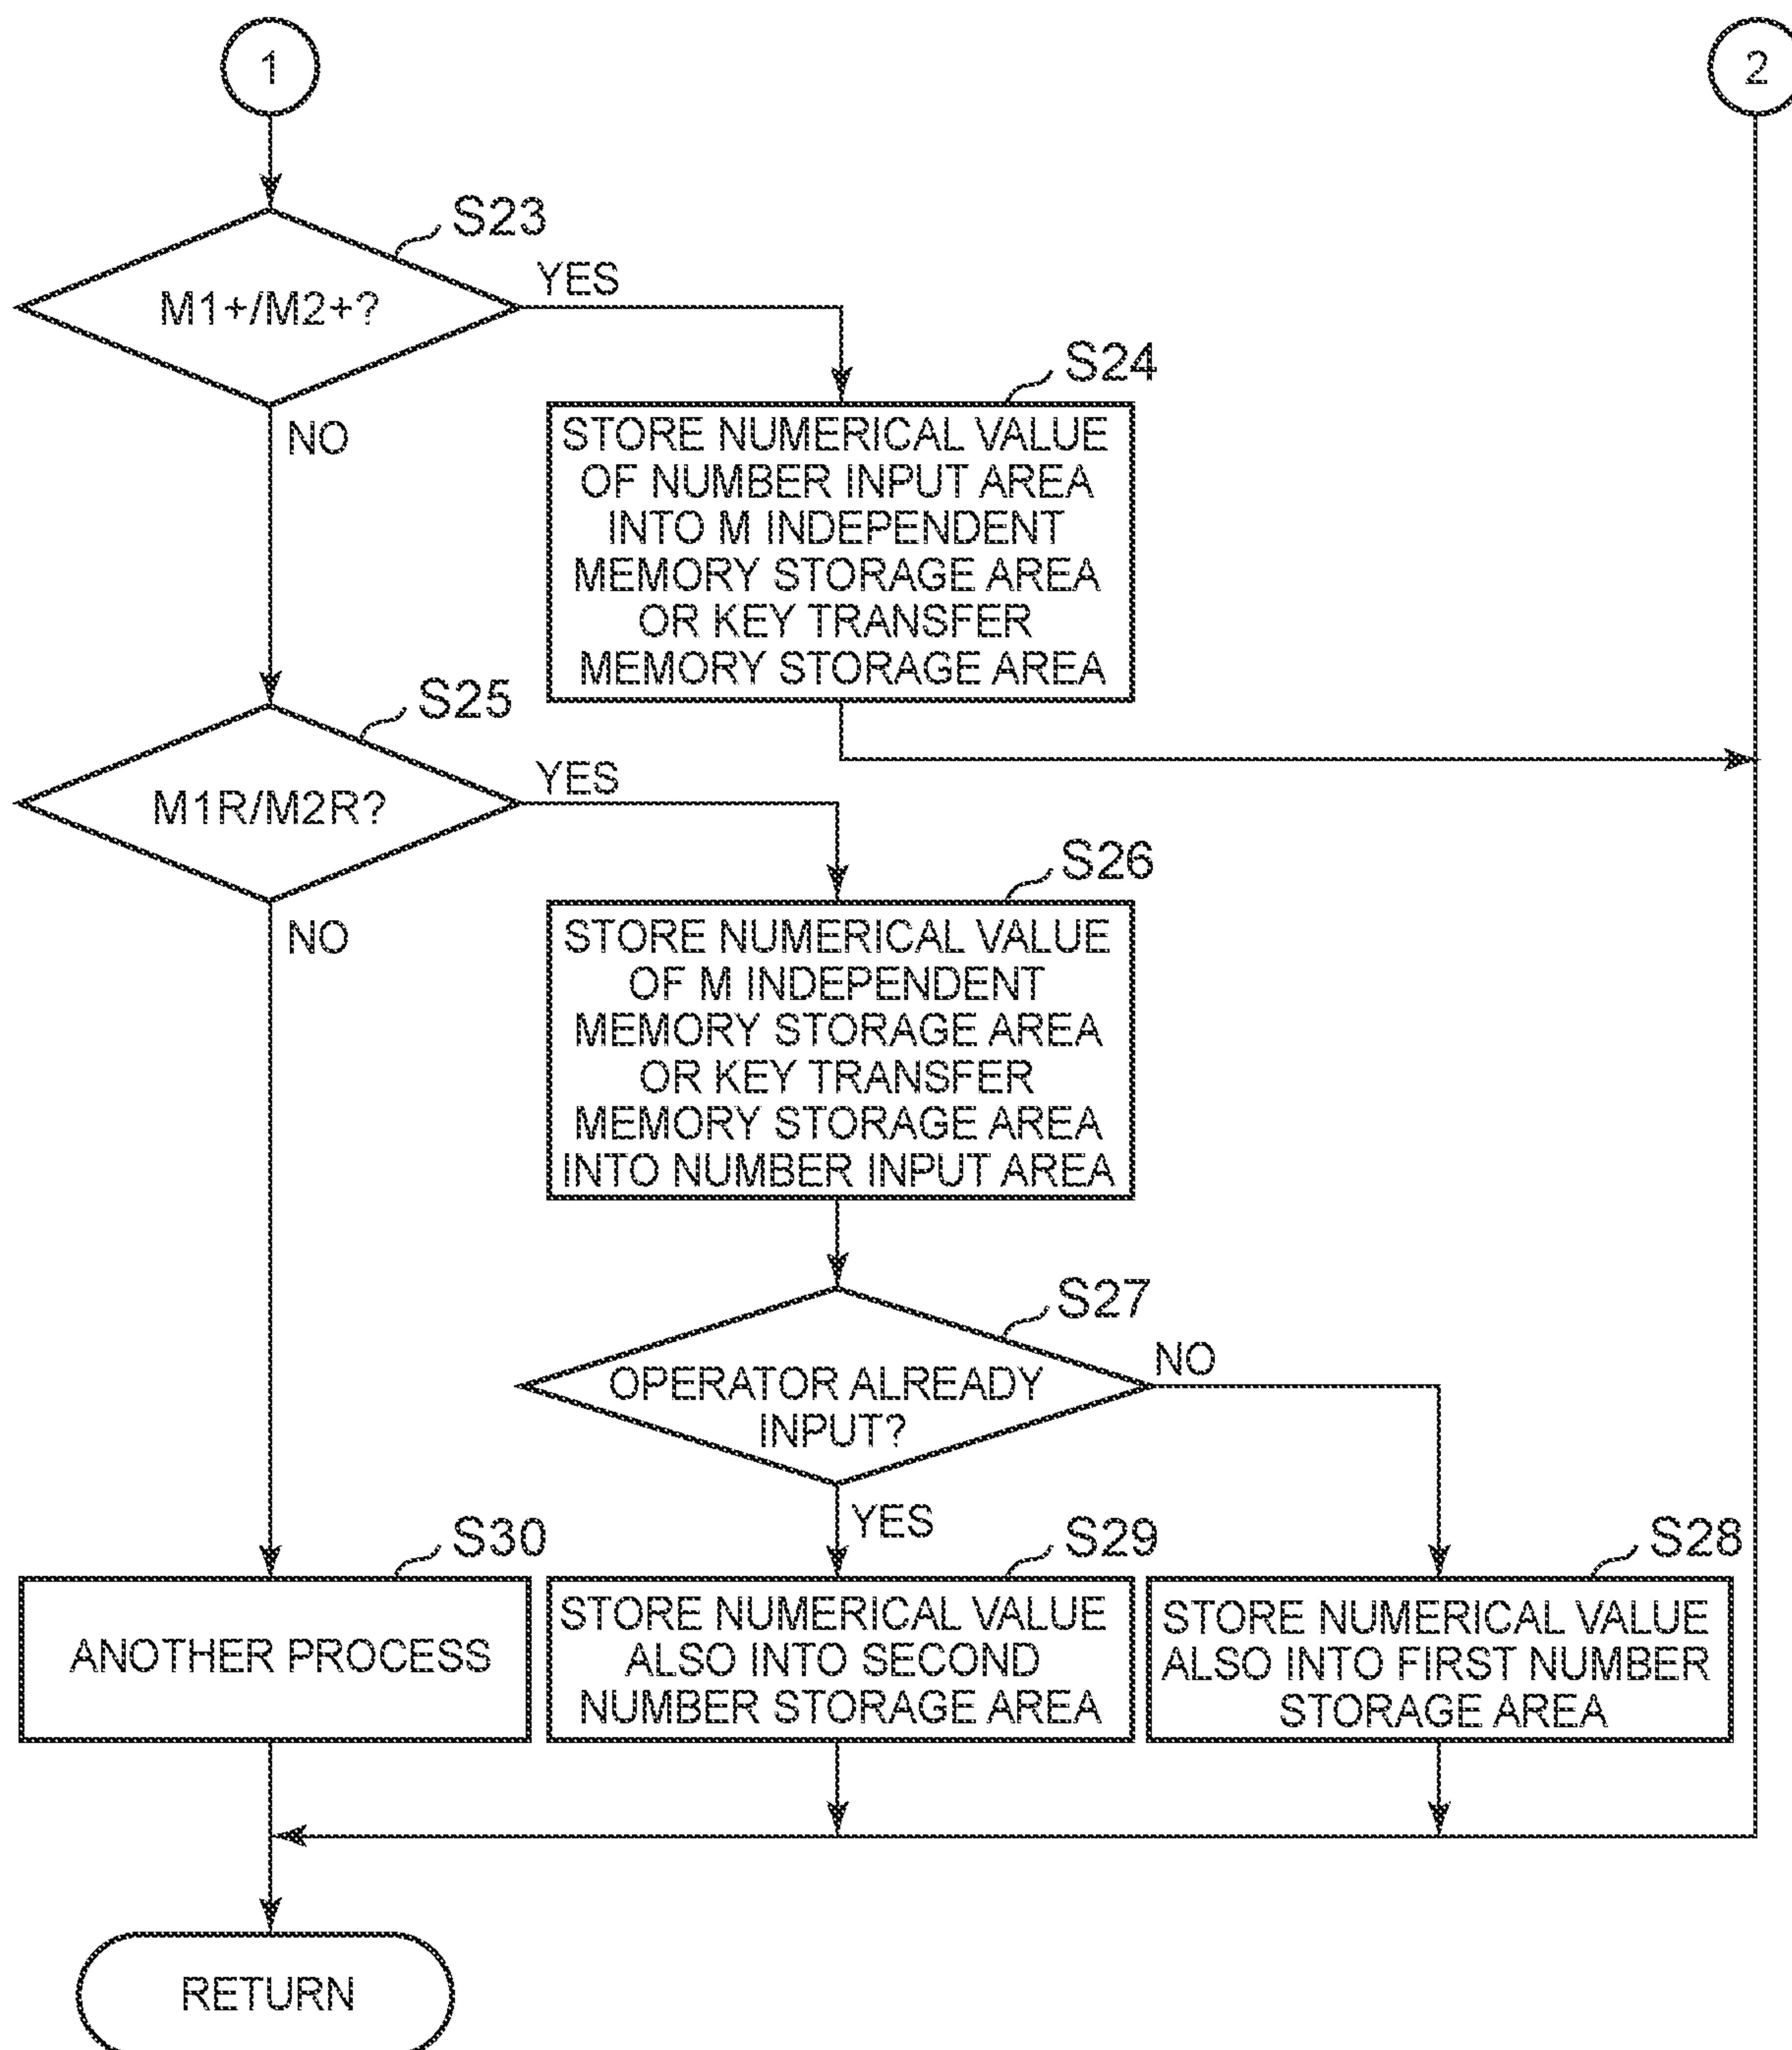 1
2
S23
M1+/M2+?
YES
NO
S24
STORE NUMERICAL VALUE
OF NUMBER INPUT AREA
INTO M INDEPENDENT
MEMORY STORAGE AREA
OR KEY TRANSFER
MEMORY STORAGE AREA
S25
M1R/M2R?
YES
NO
S26
STORE NUMERICAL VALUE
OF M INDEPENDENT
MEMORY STORAGE AREA
OR KEY TRANSFER
MEMORY STORAGE AREA
INTO NUMBER INPUT AREA
S27
OPERATOR ALREADY
INPUT?
NO
YES
S30
ANOTHER PROCESS
S29
STORE NUMERICAL VALUE
ALSO INTO SECOND
NUMBER STORAGE AREA
S28
STORE NUMERICAL VALUE
ALSO INTO FIRST NUMBER
STORAGE AREA
RETURN